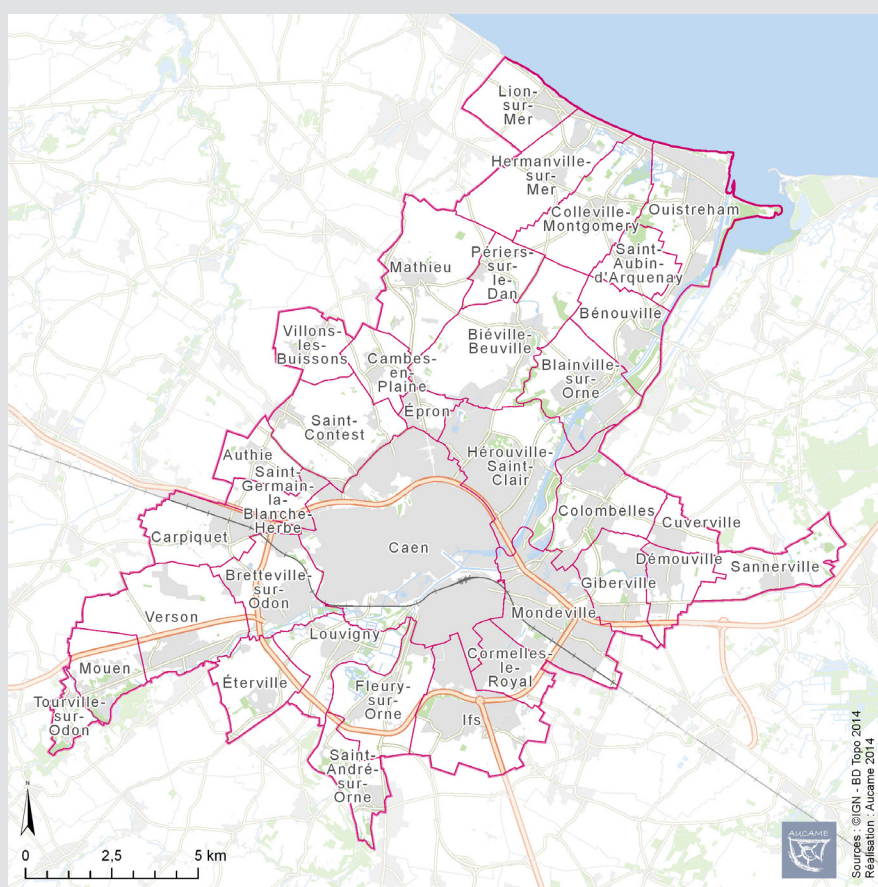 Lion-
sur-
Mer
Hermanville-
sur-
Mer
Colleville-
Montgomery
Ouistreham
Saint-
Aubin-
d'Arquenay
Mathieu
Périers-
sur-
le-
Dan
Bénouville
Villons-
les-
Buissons
Biéville-
Beuville
Cambes-
en-
Plaine
Blainville-
sur-
Orne
Épron
Saint-
Contest
Authie
Hérouville-
Saint-
Clair
Saint-
Germain-
la-
Blanche-
Herbe
Colombelles
Cuverville
Carpiquet
Caen
Démouville
Sannerville
Giberville
Bretteville-
sur-
Odon
Mondeville
Verson
Louvigny
Cormelles-
le-
Royal
Mouen
Éterville
Fleury-
sur-
Orne
Ifs
Tourville-
sur-
Odon
Saint-
André-
sur-
Orne
N
0 2,5 5 km
AUCAME
Sources : ©IGN - BD Topo 2014
Réalisation : Aucame 2014